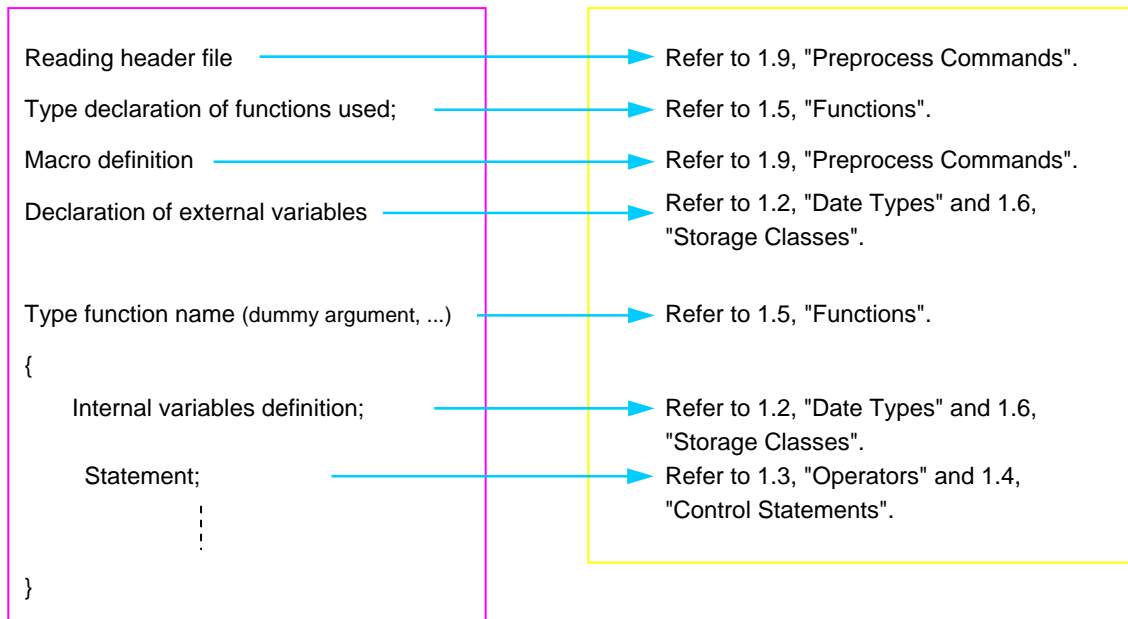 Reading header file
Refer to 1.9, "Preprocess Commands".
Type declaration of functions used;
Refer to 1.5, "Functions".
Macro definition
Refer to 1.9, "Preprocess Commands".
Declaration of external variables
Refer to 1.2, "Date Types" and 1.6,
"Storage Classes".
Type function name (dummy argument, ...)
Refer to 1.5, "Functions".
{
Internal variables definition;
Refer to 1.2, "Date Types" and 1.6,
"Storage Classes".
Statement;
Refer to 1.3, "Operators" and 1.4,
"Control Statements".
}